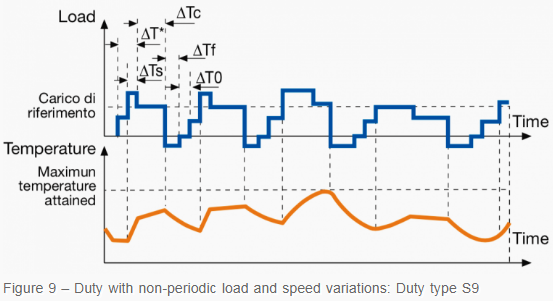 Load
ΔTc
ΔT*
ΔTf
ΔTs
ΔT0
Carico di
riferimento
Time
Temperature
Maximun
temperature
attained
Time
Figure 9 – Duty with non-periodic load and speed variations: Duty type S9